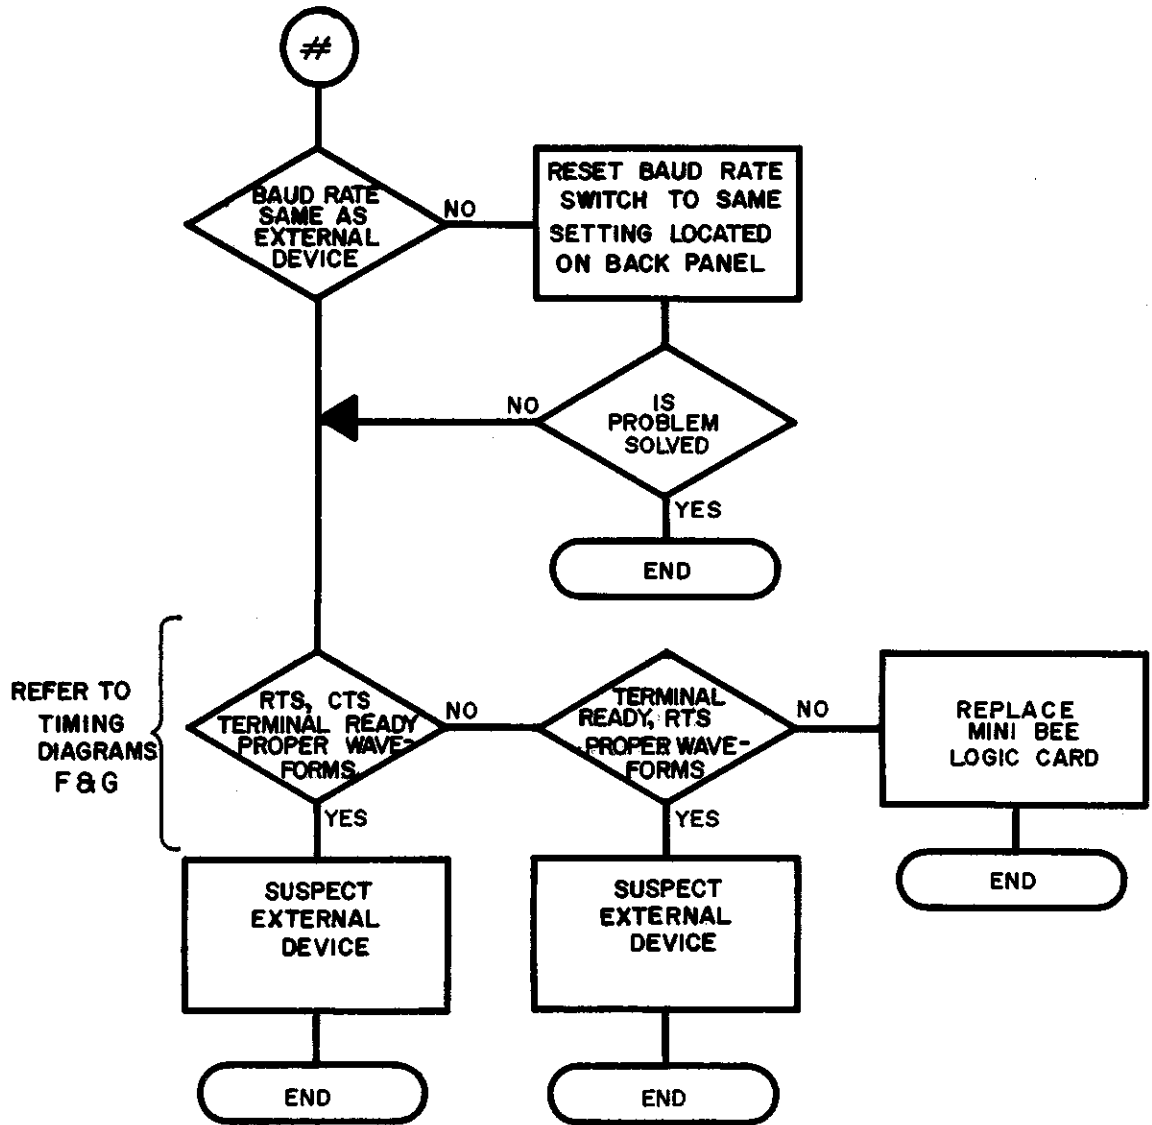 #
BAUD RATE
SAME AS
EXTERNAL
DEVICE
NO
RESET BAUD RATE
SWITCH TO SAME
SETTING LOCATED
ON BACK PANEL
IS
PROBLEM
SOLVED
NO
YES
END
REFER TO
TIMING
DIAGRAMS
F & G
RTS, CTS
TERMINAL READY
PROPER WAVE-
FORMS
NO
YES
TERMINAL
READY, RTS
PROPER WAVE-
FORMS
NO
YES
REPLACE
MINI BEE
LOGIC CARD
END
SUSPECT
EXTERNAL
DEVICE
END
SUSPECT
EXTERNAL
DEVICE
END